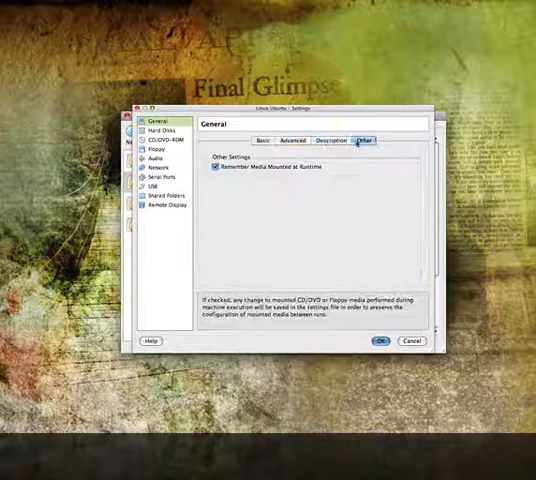 Final Glimpse
Linux Ubuntu - Settings
General
Hard Disks
CD/DVD-ROM
Floppy
Audio
Network
Serial Ports
USB
Shared Folders
Remote Display
General
Basic
Advanced
Description
Other
Other Settings
Remember Media Mounted at Runtime
If checked, any change to mounted CD/DVD or Floppy media performed during
machine execution will be saved in the settings file in order to preserve the
configuration of mounted media between runs.
Help
OK
Cancel